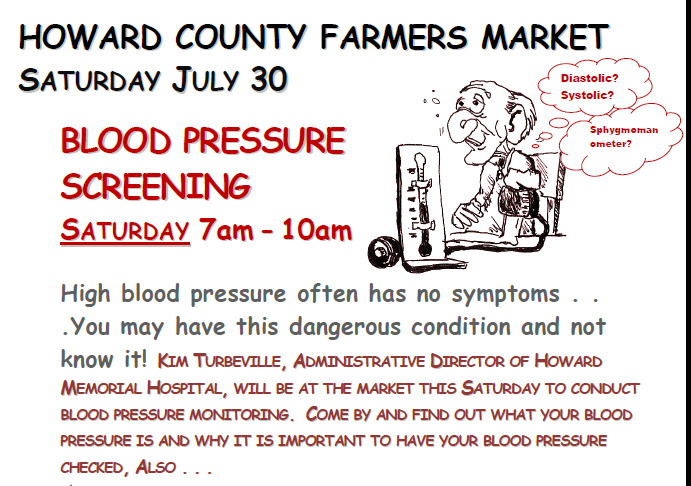 HOWARD COUNTY FARMERS MARKET
SATURDAY JULY 30
Diastolic?
Systolic?
Sphygmoman
ometer?
BLOOD PRESSURE
SCREENING
SATURDAY 7am – 10am
High blood pressure often has no symptoms . .
.You may have this dangerous condition and not
know it! KIM TURBEVILLE, ADMINISTRATIVE DIRECTOR OF HOWARD
MEMORIAL HOSPITAL, WILL BE AT THE MARKET THIS SATURDAY TO CONDUCT
BLOOD PRESSURE MONITORING. COME BY AND FIND OUT WHAT YOUR BLOOD
PRESSURE IS AND WHY IT IS IMPORTANT TO HAVE YOUR BLOOD PRESSURE
CHECKED, ALSO . . .